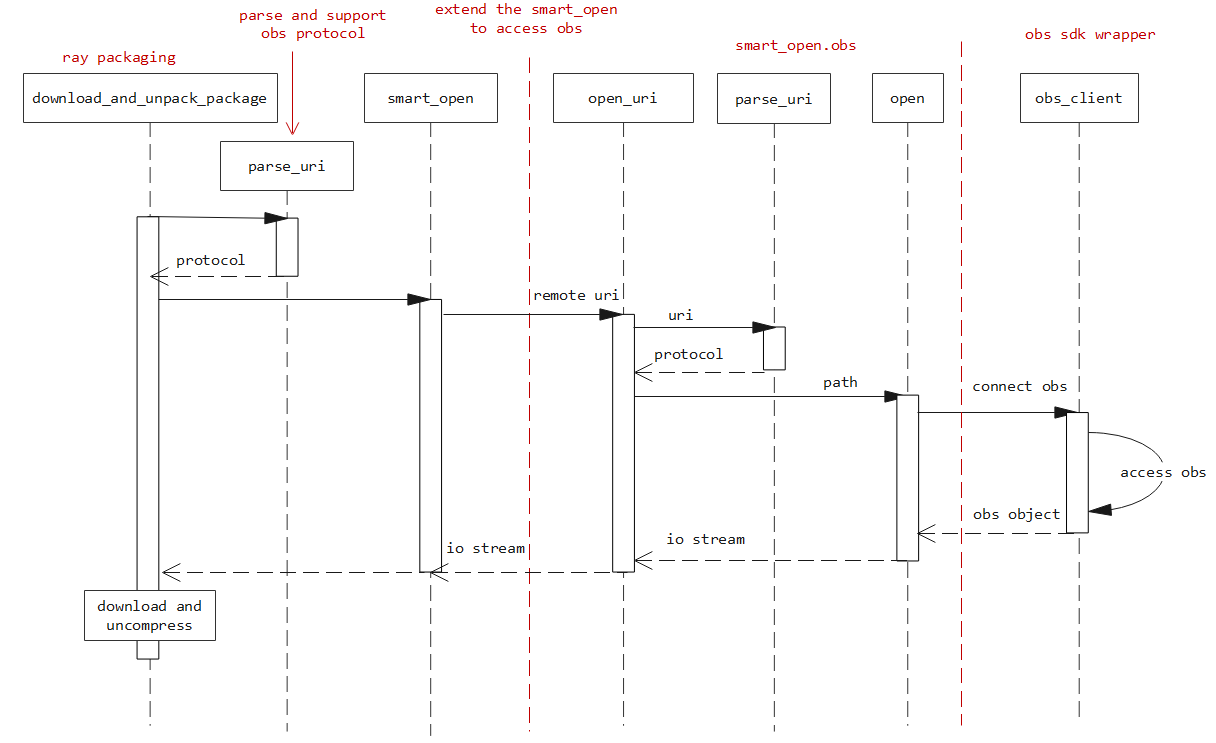 parse and support
obs protocol
extend the smart_open
to access obs
ray packaging
smart_open.obs
obs sdk wrapper
download_and_unpack_package
smart_open
open_uri
parse_uri
open
obs_client
parse_uri
protocol
remote uri
uri
protocol
path
connect obs
access obs
obs object
io stream
io stream
download and
uncompress